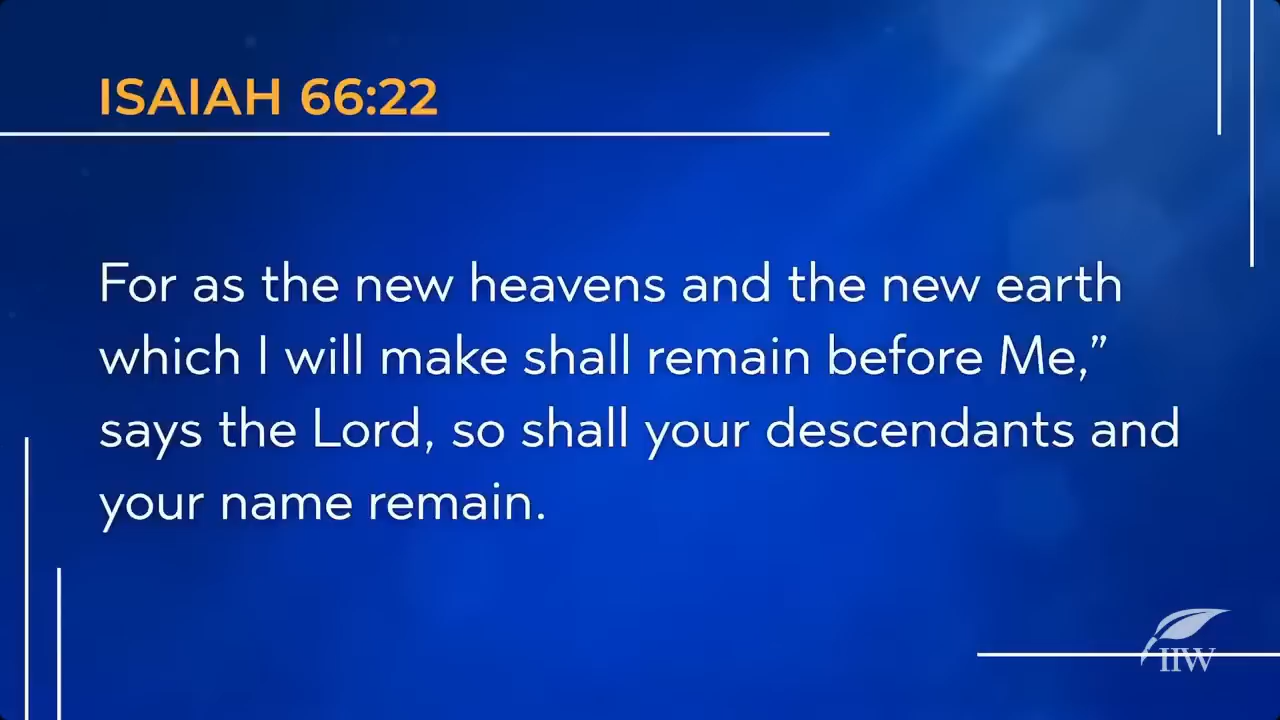 ISAIAH 66:22
For as the new heavens and the new earth
which I will make shall remain before Me,”
says the Lord, so shall your descendants and
your name remain.
IIW